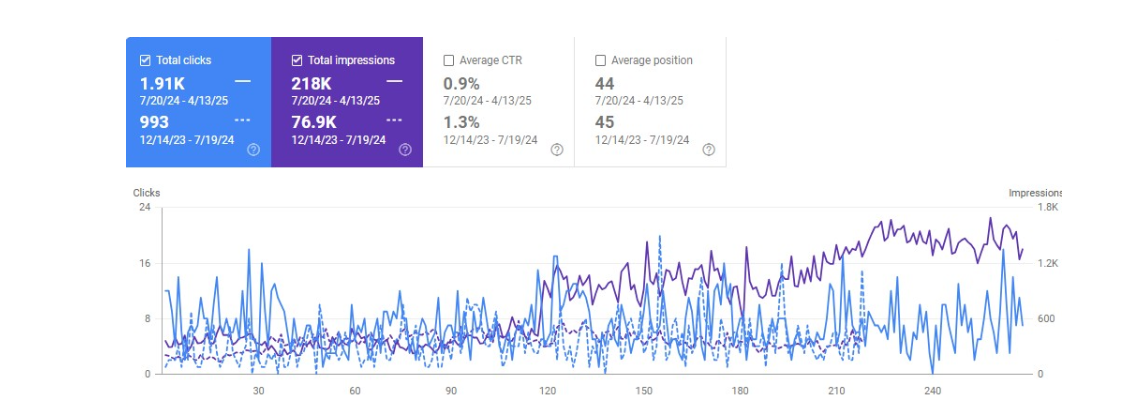 Total clicks
1.91K
7/20/24 - 4/13/25
993
12/14/23 - 7/19/24
Total impressions
218K
7/20/24 - 4/13/25
76.9K
12/14/23 - 7/19/24
Average CTR
0.9%
7/20/24 - 4/13/25
1.3%
12/14/23 - 7/19/24
Average position
44
7/20/24 - 4/13/25
45
12/14/23 - 7/19/24
Clicks Impressions
24 1.8K
16 1.2K
8 600
0 0
30 60 90 120 150 180 210 240